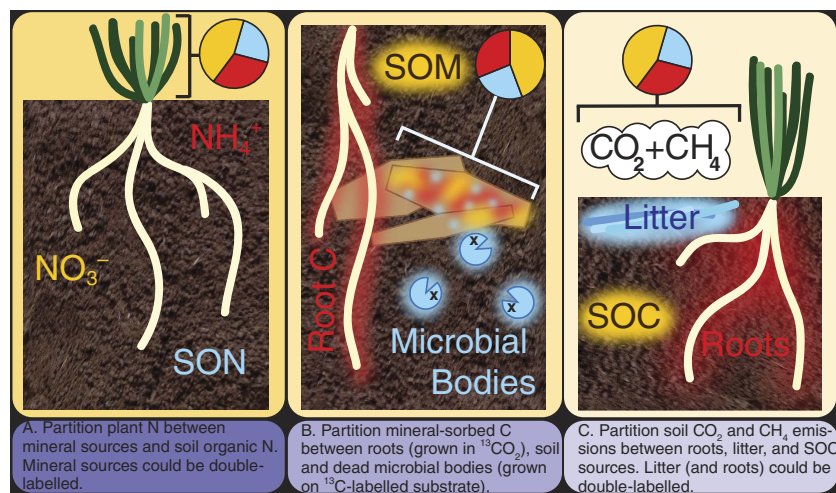 NH₄⁺
NO₃⁻
SON
A. Partition plant N between
mineral sources and soil organic N.
Mineral sources could be double-
labelled.
SOM
Root C
x
x
x
Microbial
Bodies
B. Partition mineral-sorbed C
between roots (grown in ¹³CO₂), soil
and dead microbial bodies (grown
on ¹³C-labelled substrate).
CO₂+CH₄
Litter
SOC
Roots
C. Partition soil CO₂ and CH₄ emis-
sions between roots, litter, and SOC
sources. Litter (and roots) could be
double-labelled.